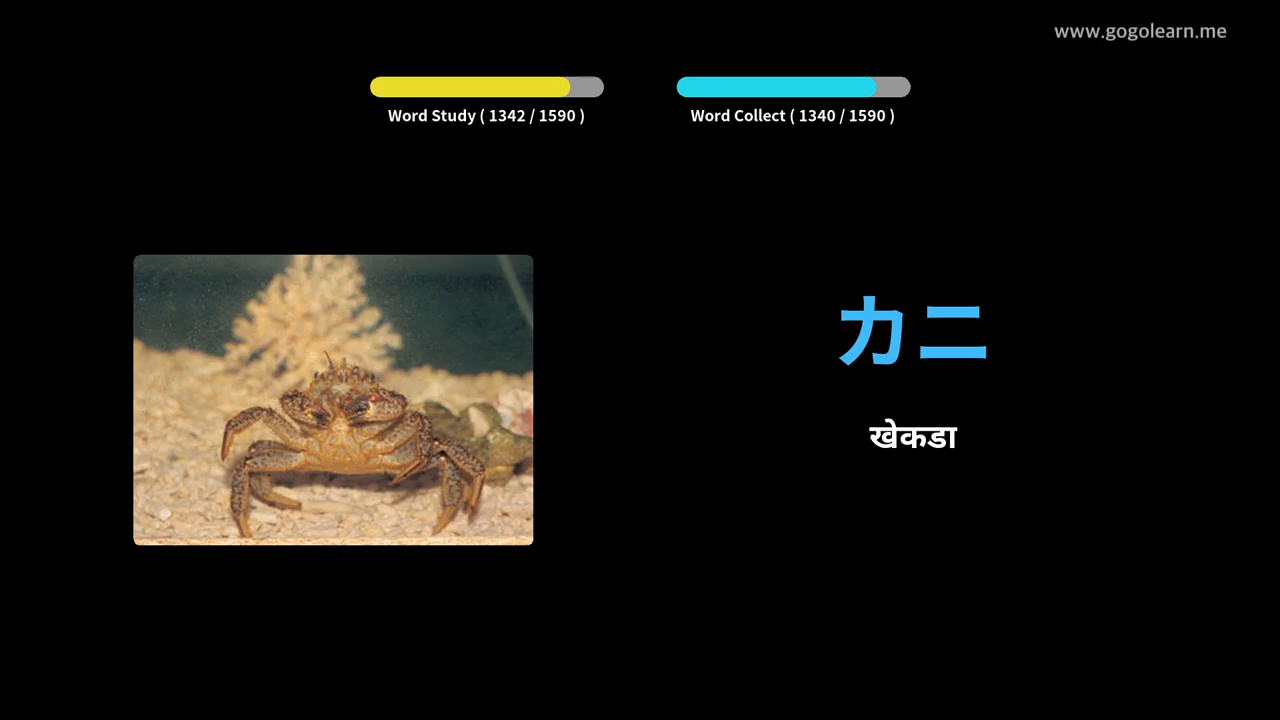 www.gogolearn.me
Word Study ( 1342 / 1590 )
Word Collect ( 1340 / 1590 )
カニ
खेकडा